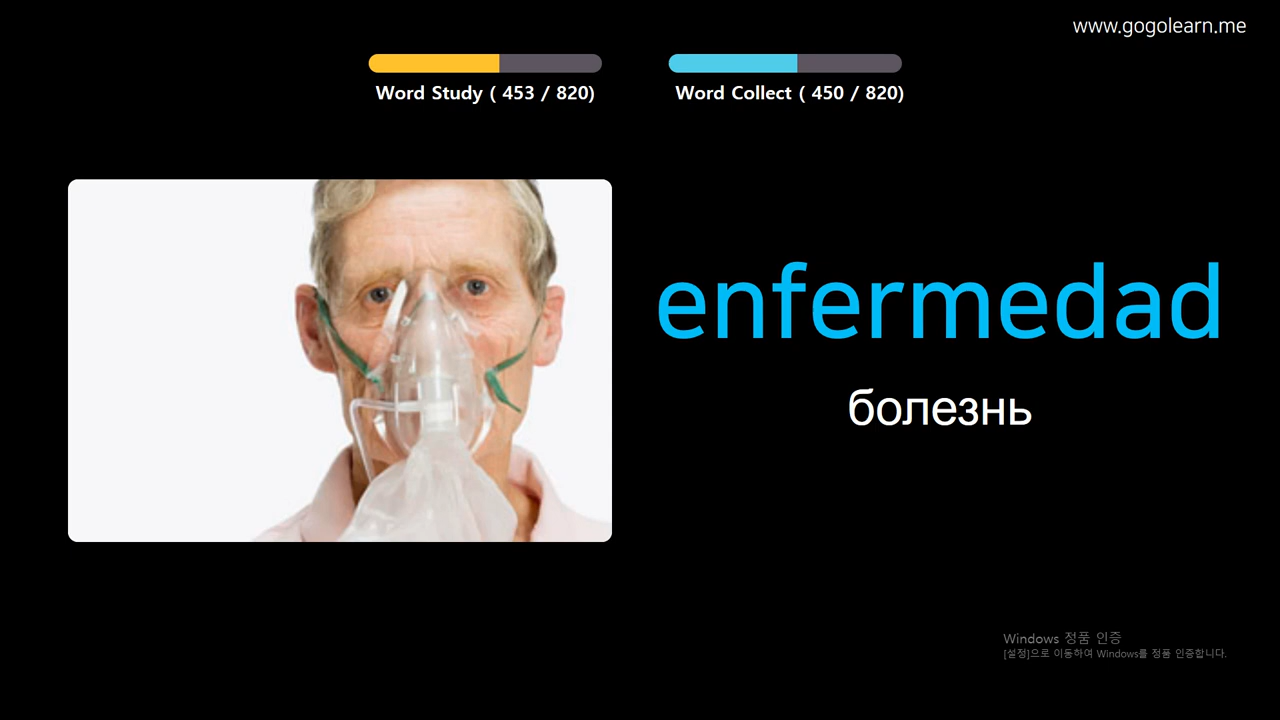 www.gogolearn.me
Word Study ( 453 / 820)
Word Collect ( 450 / 820)
enfermedad
болезнь
Windows 정품 인증
[설정]으로 이동하여 Windows를 정품 인증합니다.